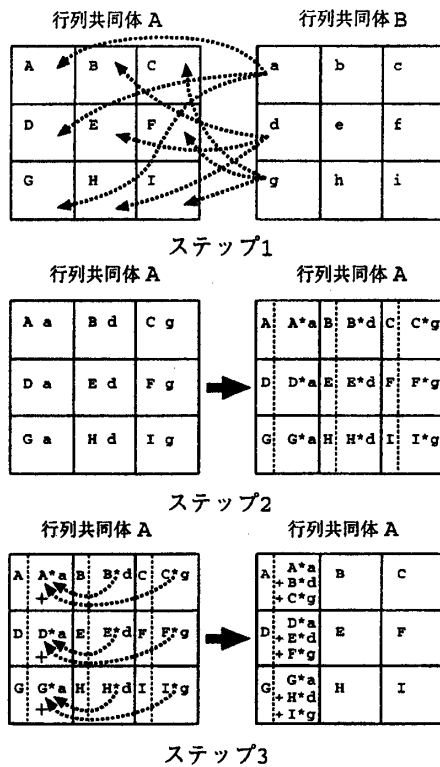 行列共同体 A 行列共同体 B
A B C a b c
D E F d e f
G H I g h i
ステップ1
行列共同体 A 行列共同体 A
A a B d C g A A*a B B*d C C*g
D a E d F g D D*a E E*d F F*g
G a H d I g G G*a H H*d I I*g
ステップ2
行列共同体 A 行列共同体 A
A A*a B B*d C C*g
+
D D*a E E*d F F*g
+
G G*a H H*d I I*g
+
A A*a B C
+ B*d
+ C*g
D D*a E F
+ E*d
+ F*g
G G*a H I
+ H*d
+ I*g
ステップ3